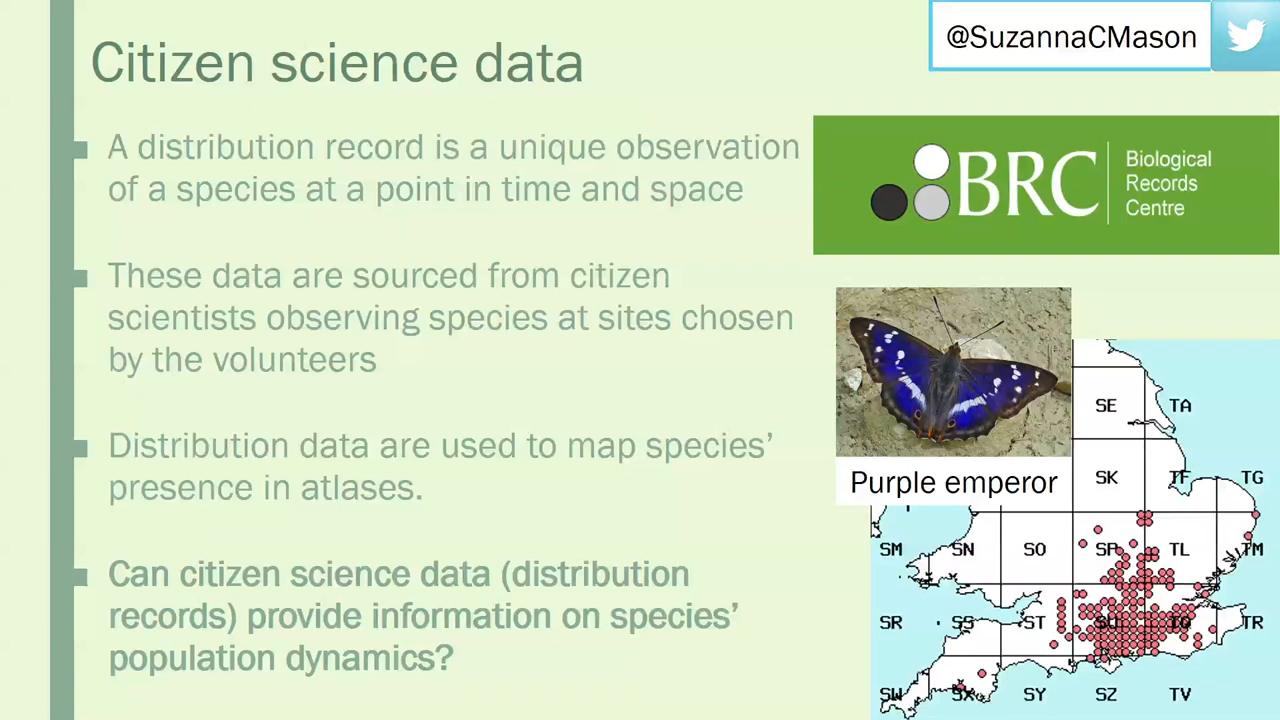 @SuzannaCMason
Citizen science data
A distribution record is a unique observation
of a species at a point in time and space
These data are sourced from citizen
scientists observing species at sites chosen
by the volunteers
Distribution data are used to map species’
presence in atlases.
Can citizen science data (distribution
records) provide information on species’
population dynamics?
BRC
Biological
Records
Centre
Purple emperor
SE TA
SK TF TG
SM SN SO SP TL TM
SR SS ST SU TQ TR
SW SX SY SZ TV